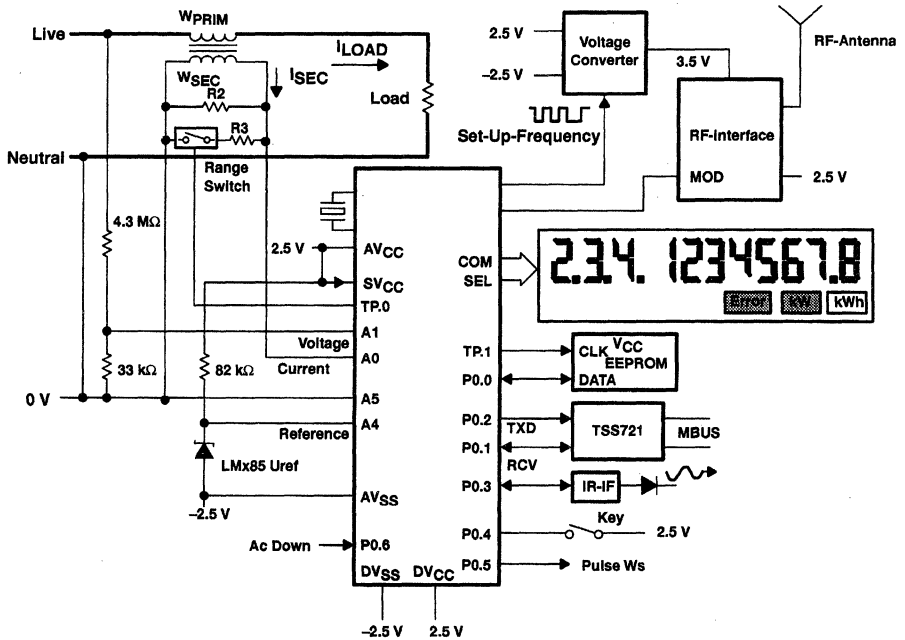 WPRIM
Live
ILOAD
WSEC
ISEC
R2
Load
R3
Neutral
Range
Switch
2.5 V
–2.5 V
Voltage
Converter
3.5 V
RF-Antenna
Set-Up-Frequency
RF-Interface
MOD
2.5 V
4.3 MΩ
2.5 V
AVCC
SVCC
TP.0
A1
Voltage
A0
Current
33 kΩ
82 kΩ
0 V
A5
A4
Reference
LMx85 Uref
AVSS
–2.5 V
Ac Down
P0.6
DVSS
DVCC
–2.5 V
2.5 V
COM
SEL
2.3.4. 1234567.8
Error
kW
kWh
TP.1
CLK
VCC
EEPROM
P0.0
DATA
P0.2
TXD
TSS721
MBUS
P0.1
RCV
P0.3
IR-IF
Key
P0.4
2.5 V
P0.5
Pulse Ws